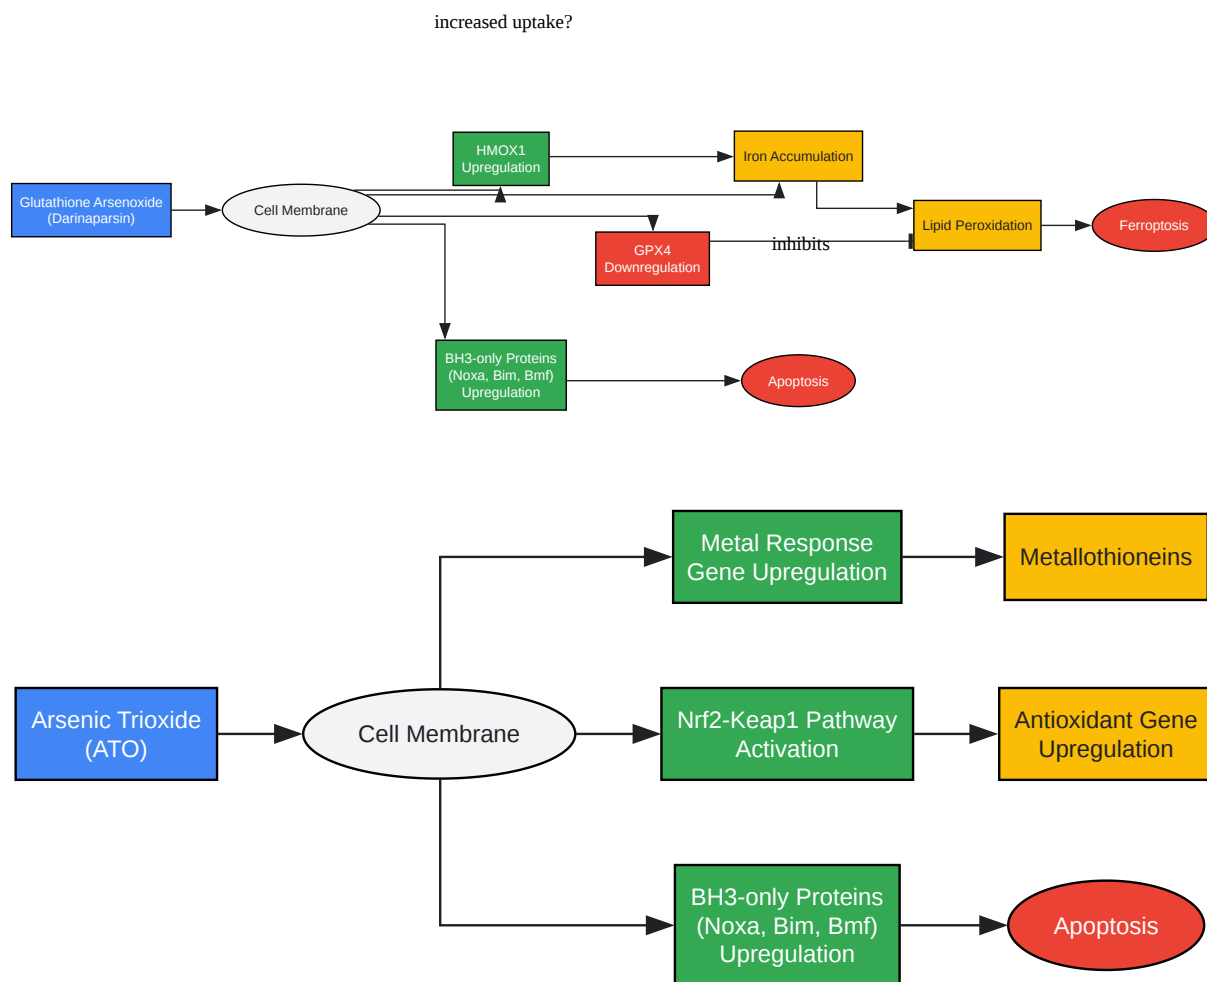 increased uptake?
HMOX1
Upregulation
Iron Accumulation
Glutathione Arsenoxide
(Darinaparsin)
Cell Membrane
Lipid Peroxidation
Ferroptosis
GPX4
Downregulation
inhibits
BH3-only Proteins
(Noxa, Bim, Bmf)
Upregulation
Apoptosis
Metal Response
Gene Upregulation
Metallothioneins
Arsenic Trioxide
(ATO)
Cell Membrane
Nrf2-Keap1 Pathway
Activation
Antioxidant Gene
Upregulation
BH3-only Proteins
(Noxa, Bim, Bmf)
Upregulation
Apoptosis